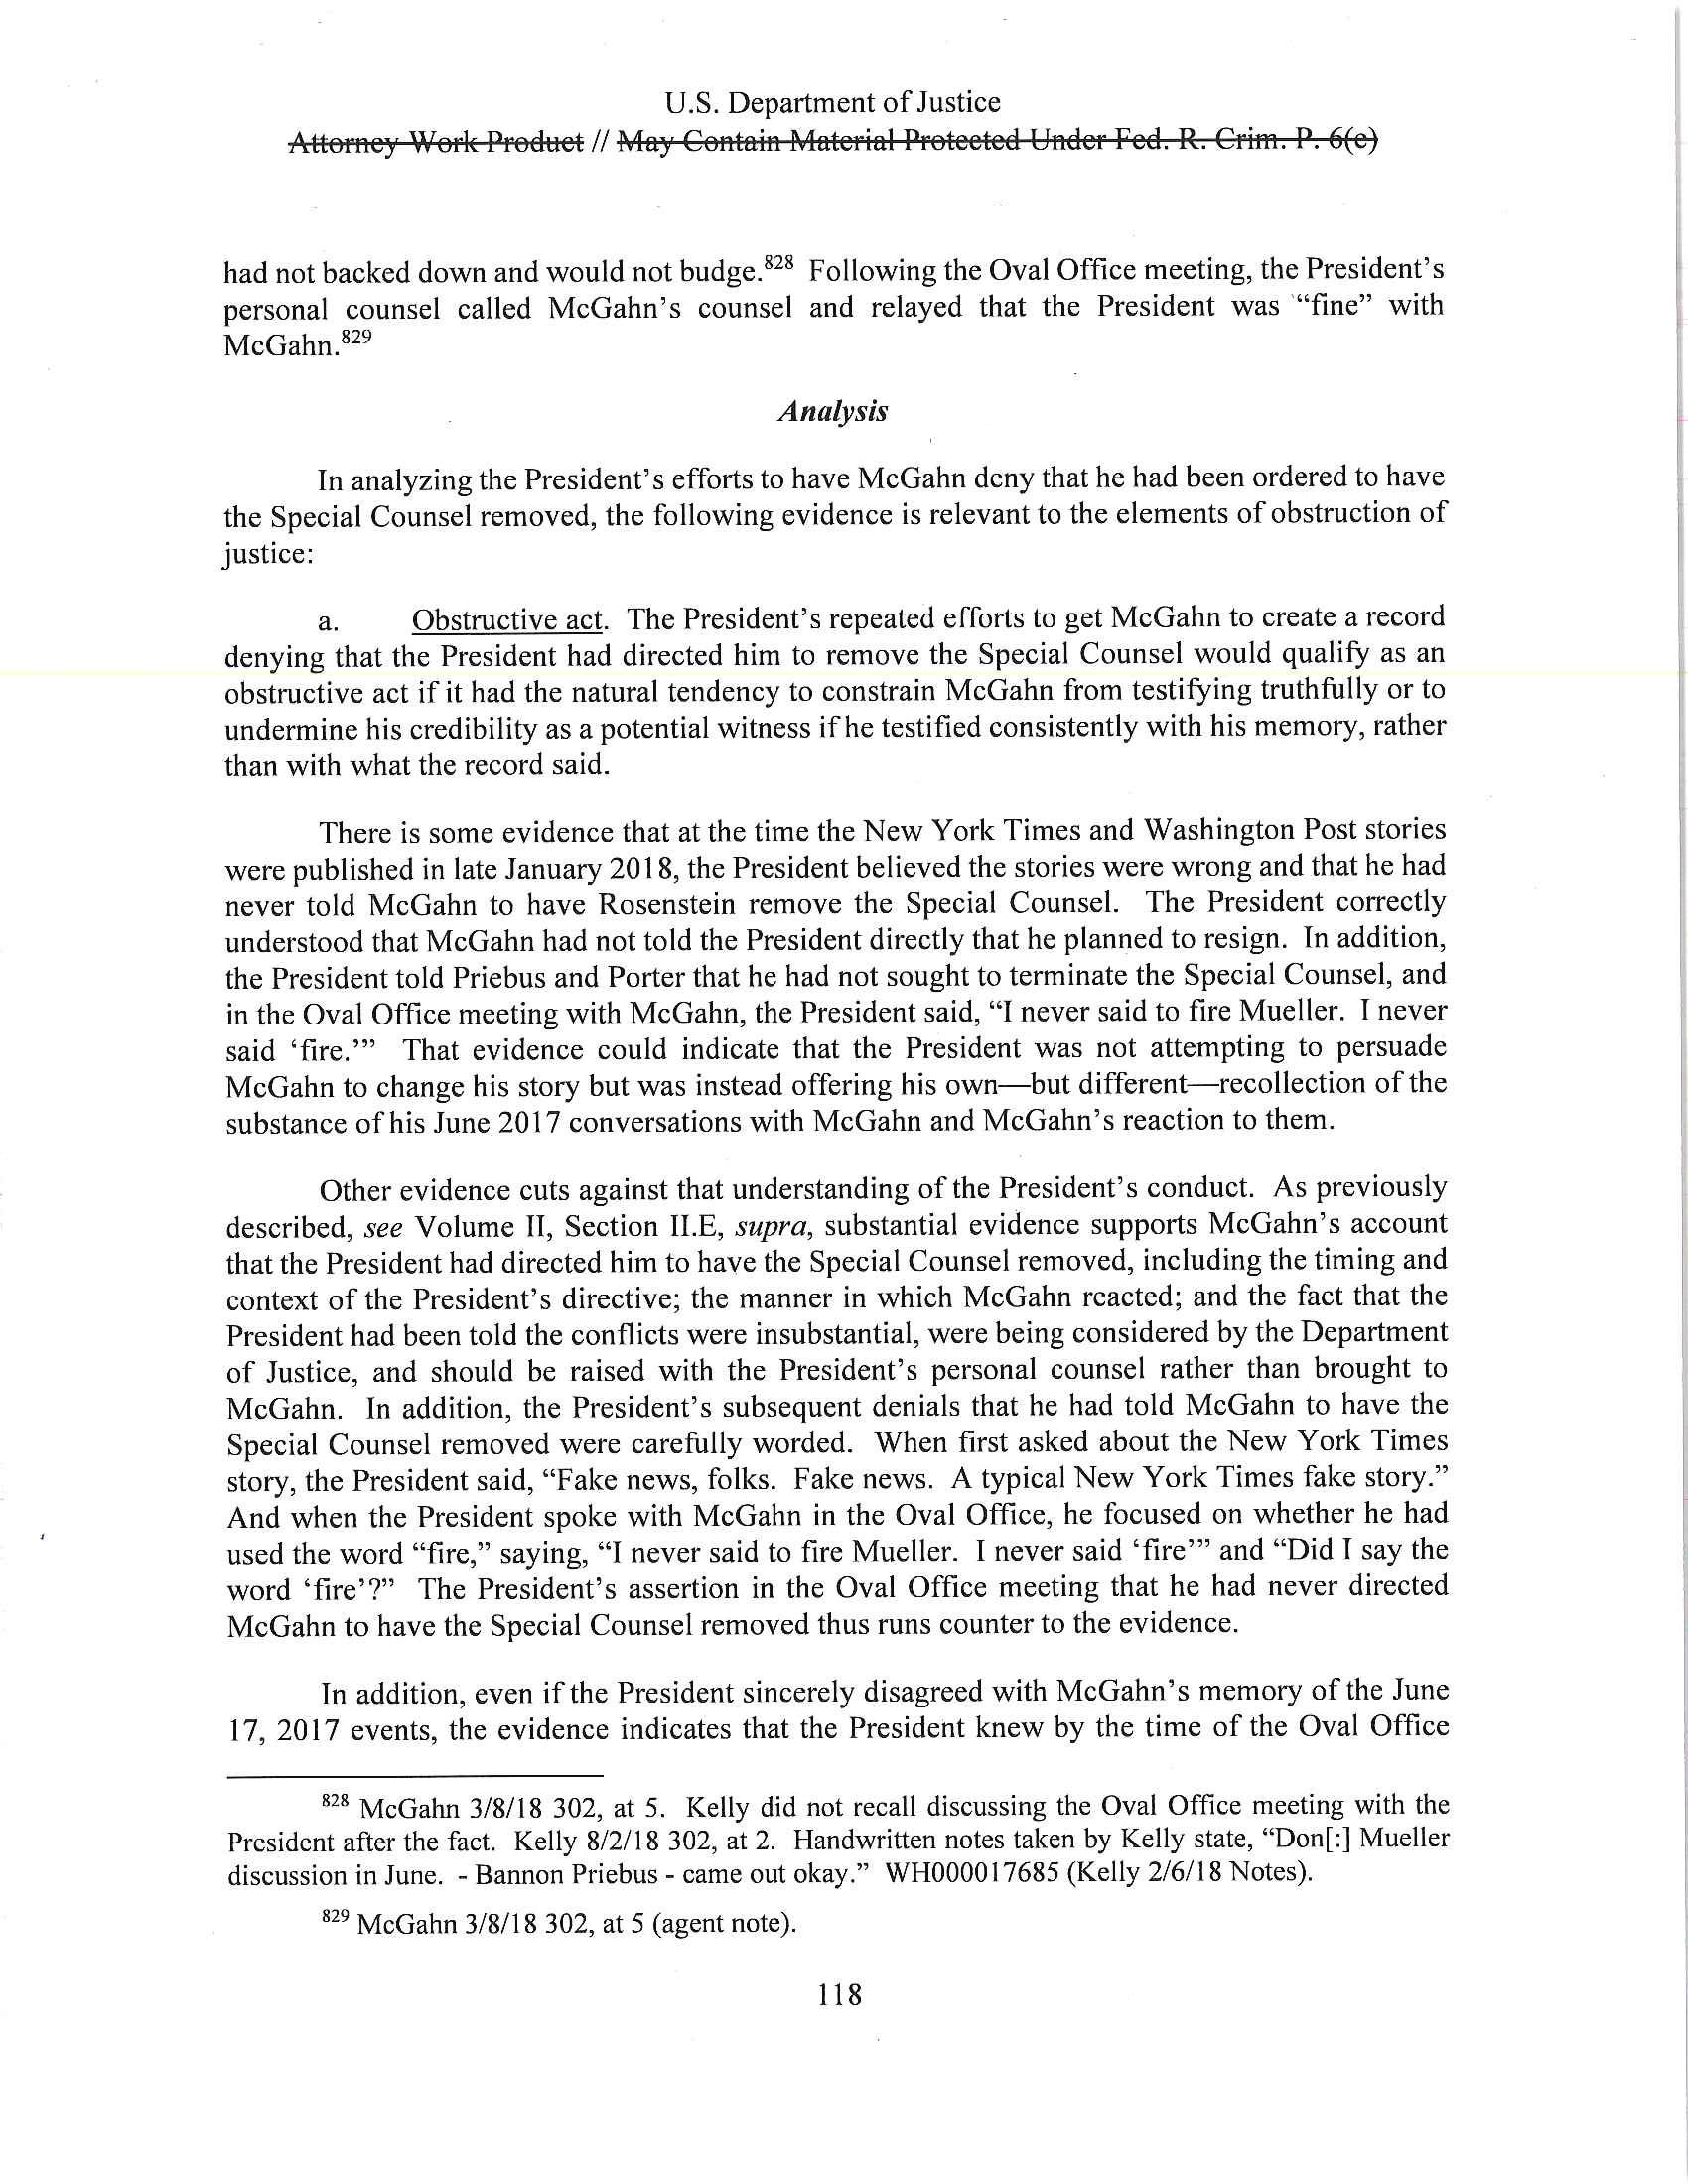 U.S. Department of Justice
Attorney Work Product // May Contain Material Protected Under Fed. R. Crim. P. 6(e)
had not backed down and would not budge.828 Following the Oval Office meeting, the President's
personal counsel called McGahn's counsel and relayed that the President was “fine” with
McGahn.829
Analysis
In analyzing the President's efforts to have McGahn deny that he had been ordered to have
the Special Counsel removed, the following evidence is relevant to the elements of obstruction of
justice:
a. Obstructive act. The President's repeated efforts to get McGahn to create a record
denying that the President had directed him to remove the Special Counsel would qualify as an
obstructive act if it had the natural tendency to constrain McGahn from testifying truthfully or to
undermine his credibility as a potential witness if he testified consistently with his memory, rather
than with what the record said.
There is some evidence that at the time the New York Times and Washington Post stories
were published in late January 2018, the President believed the stories were wrong and that he had
never told McGahn to have Rosenstein remove the Special Counsel. The President correctly
understood that McGahn had not told the President directly that he planned to resign. In addition,
the President told Priebus and Porter that he had not sought to terminate the Special Counsel, and
in the Oval Office meeting with McGahn, the President said, “I never said to fire Mueller. I never
said ‘fire.’” That evidence could indicate that the President was not attempting to persuade
McGahn to change his story but was instead offering his own—but different—recollection of the
substance of his June 2017 conversations with McGahn and McGahn's reaction to them.
Other evidence cuts against that understanding of the President's conduct. As previously
described, see Volume II, Section II.E, supra, substantial evidence supports McGahn's account
that the President had directed him to have the Special Counsel removed, including the timing and
context of the President's directive; the manner in which McGahn reacted; and the fact that the
President had been told the conflicts were insubstantial, were being considered by the Department
of Justice, and should be raised with the President's personal counsel rather than brought to
McGahn. In addition, the President's subsequent denials that he had told McGahn to have the
Special Counsel removed were carefully worded. When first asked about the New York Times
story, the President said, “Fake news, folks. Fake news. A typical New York Times fake story.”
And when the President spoke with McGahn in the Oval Office, he focused on whether he had
used the word “fire,” saying, “I never said to fire Mueller. I never said ‘fire’” and “Did I say the
word ‘fire’?” The President's assertion in the Oval Office meeting that he had never directed
McGahn to have the Special Counsel removed thus runs counter to the evidence.
In addition, even if the President sincerely disagreed with McGahn's memory of the June
17, 2017 events, the evidence indicates that the President knew by the time of the Oval Office
828 McGahn 3/8/18 302, at 5. Kelly did not recall discussing the Oval Office meeting with the
President after the fact. Kelly 8/2/18 302, at 2. Handwritten notes taken by Kelly state, “Don[:] Mueller
discussion in June. - Bannon Priebus - came out okay.” WH000017685 (Kelly 2/6/18 Notes).
829 McGahn 3/8/18 302, at 5 (agent note).
118